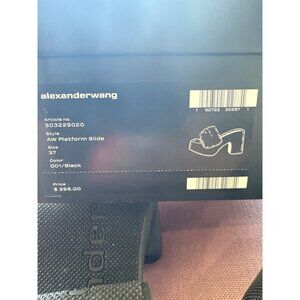 alexanderwang
Article no.
303225020
Style
AW Platform Slide
Size
37
Color
001/Black
Price
$ 395.00